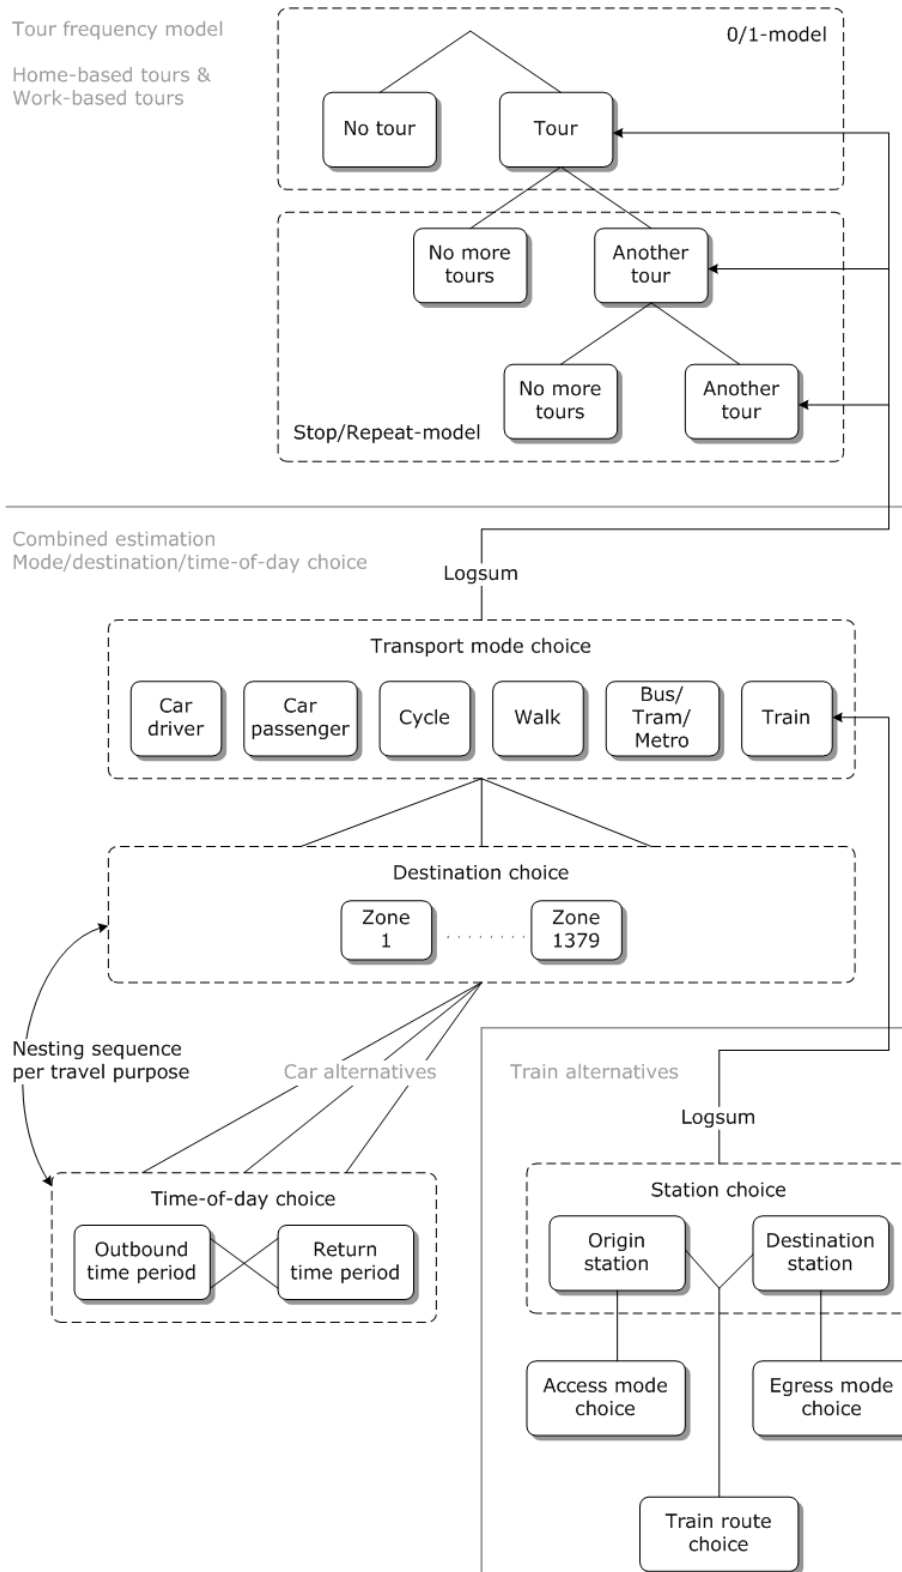 Tour frequency model
0/1-model
Home-based tours &
Work-based tours
No tour
Tour
No more
tours
Another
tour
No more
tours
Another
tour
Stop/Repeat-model
Combined estimation
Mode/destination/time-of-day choice
Logsum
Transport mode choice
Car
driver
Car
passenger
Cycle
Walk
Bus/
Tram/
Metro
Train
Destination choice
Zone
1
Zone
1379
Nesting sequence
per travel purpose
Car alternatives
Train alternatives
Logsum
Time-of-day choice
Outbound
time period
Return
time period
Station choice
Origin
station
Destination
station
Access mode
choice
Egress mode
choice
Train route
choice